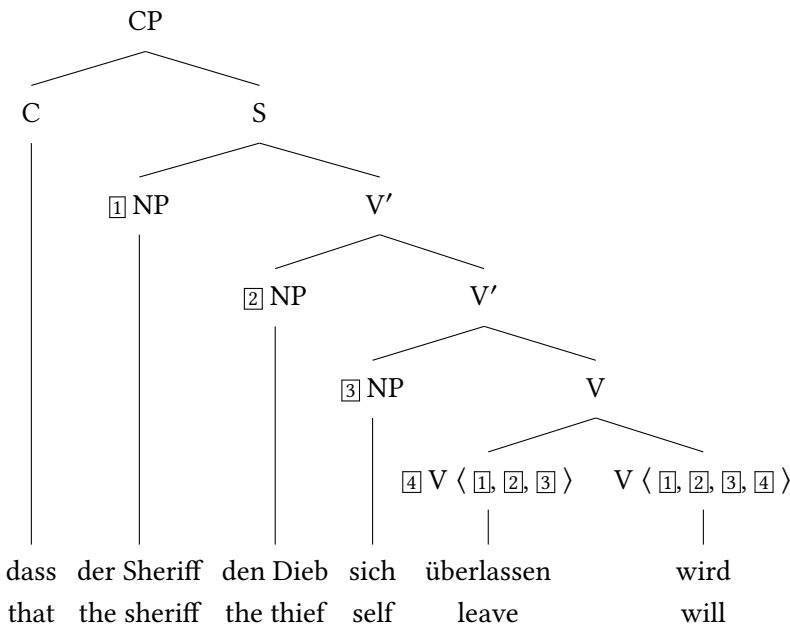 CP
C S
1 NP V′
2 NP V′
3 NP V
4 V ⟨ 1, 2, 3 ⟩ V ⟨ 1, 2, 3, 4 ⟩
dass der Sheriff den Dieb sich überlassen wird
that the sheriff the thief self leave will